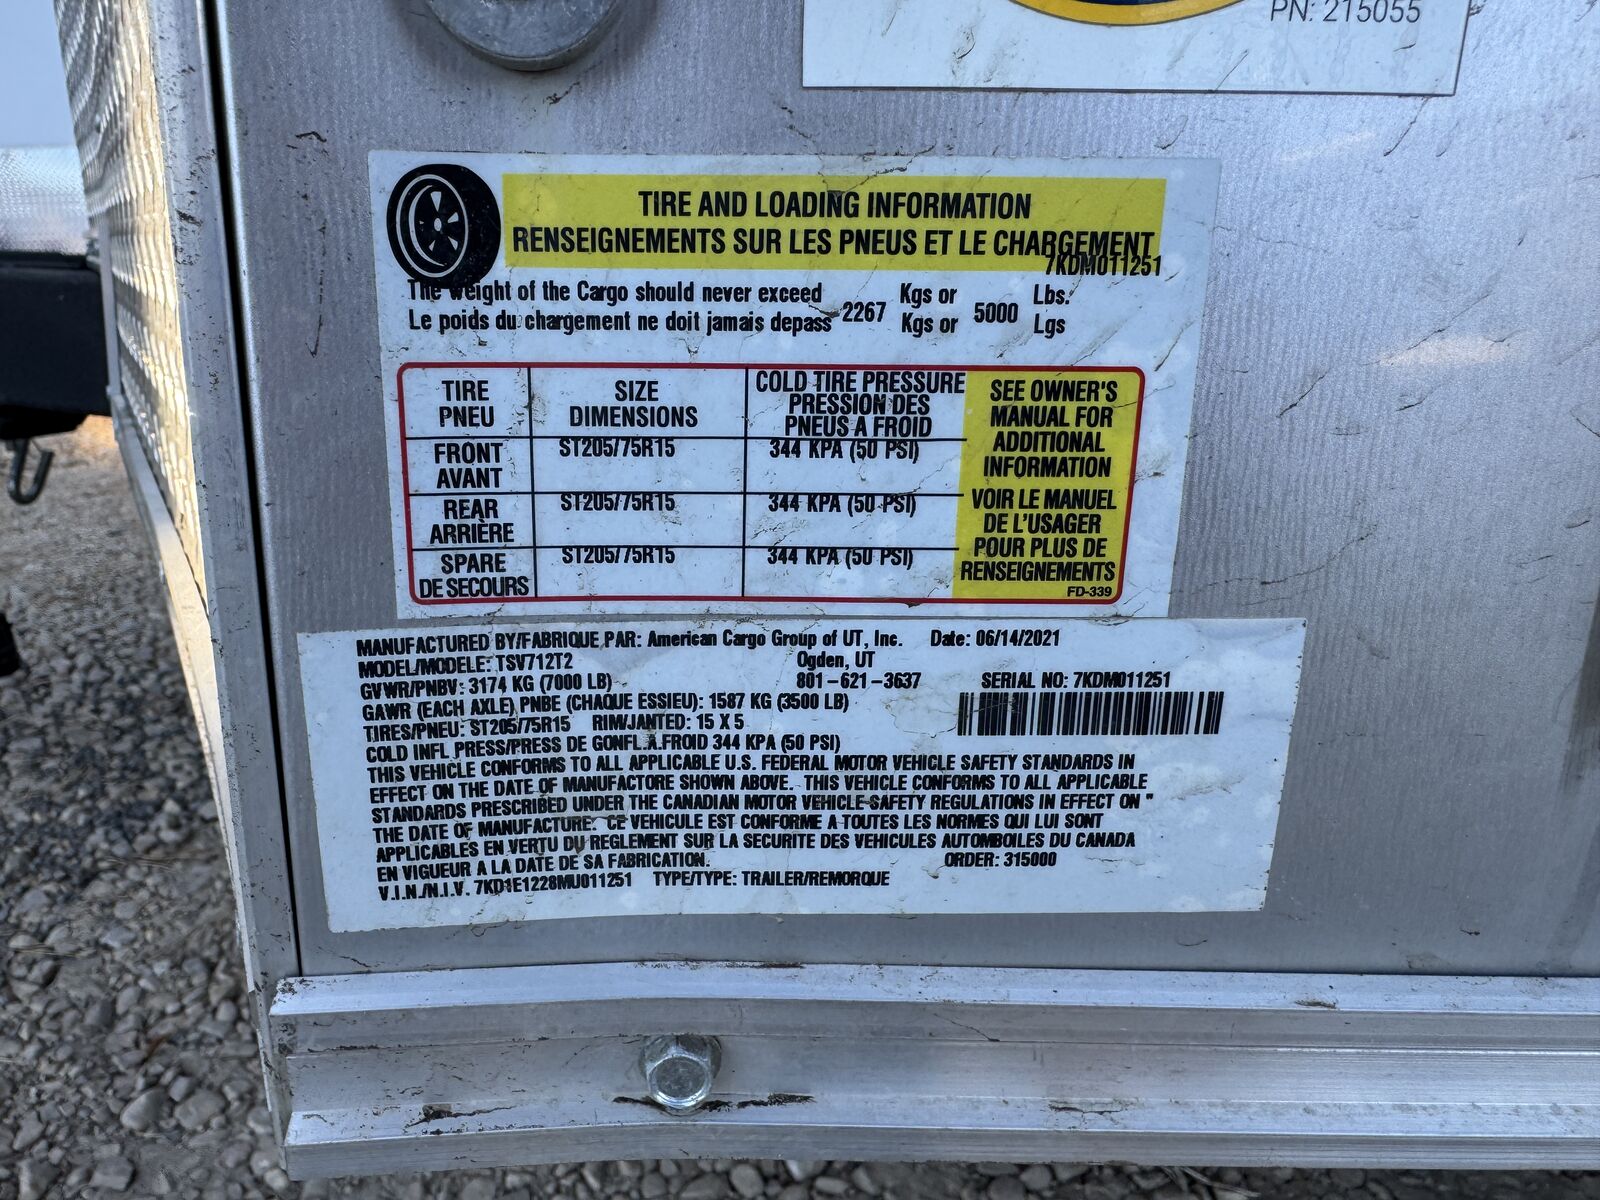 PN: 215055
TIRE AND LOADING INFORMATION
RENSEIGNEMENTS SUR LES PNEUS ET LE CHARGEMENT
7KDM011251
The weight of the Cargo should never exceed 2267 Kgs or 5000 Lbs.
Le poids du chargement ne doit jamais depass Kgs or Lgs
TIRE
PNEU
SIZE
DIMENSIONS
COLD TIRE PRESSURE
PRESSION DES
PNEUS A FROID
FRONT
AVANT
ST205/75R15
344 KPA (50 PSI)
REAR
ARRIÈRE
ST205/75R15
344 KPA (50 PSI)
SPARE
DE SECOURS
ST205/75R15
344 KPA (50 PSI)
SEE OWNER'S
MANUAL FOR
ADDITIONAL
INFORMATION
VOIR LE MANUEL
DE L'USAGER
POUR PLUS DE
RENSEIGNEMENTS
FD-339
MANUFACTURED BY/FABRIQUE PAR: American Cargo Group of UT, Inc. Date: 06/14/2021
MODEL/MODELE: TSV712T2 Ogden, UT
GVWR/PNBV: 3174 KG (7000 LB) 801-621-3637 SERIAL NO: 7KDM011251
GAWR (EACH AXLE) PNBE (CHAQUE ESSIEU): 1587 KG (3500 LB)
TIRES/PNEU: ST205/75R15 RIM/JANTED: 15 X 5
COLD INFL PRESS/PRESS DE GONFL.A.FROID 344 KPA (50 PSI)
THIS VEHICLE CONFORMS TO ALL APPLICABLE U.S. FEDERAL MOTOR VEHICLE SAFETY STANDARDS IN
EFFECT ON THE DATE OF MANUFACTORE SHOWN ABOVE. THIS VEHICLE CONFORMS TO ALL APPLICABLE
STANDARDS PRESCRIBED UNDER THE CANADIAN MOTOR VEHICLE SAFETY REGULATIONS IN EFFECT ON "
THE DATE OF MANUFACTURE. CE VEHICULE EST CONFORME A TOUTES LES NORMES QUI LUI SONT
APPLICABLES EN VERTU DU REGLEMENT SUR LA SECURITE DES VEHICULES AUTOMBOILES DU CANADA
EN VIGUEUR A LA DATE DE SA FABRICATION. ORDER: 315000
V.I.N./N.I.V. 7KD1E1228MU011251 TYPE/TYPE: TRAILER/REMORQUE